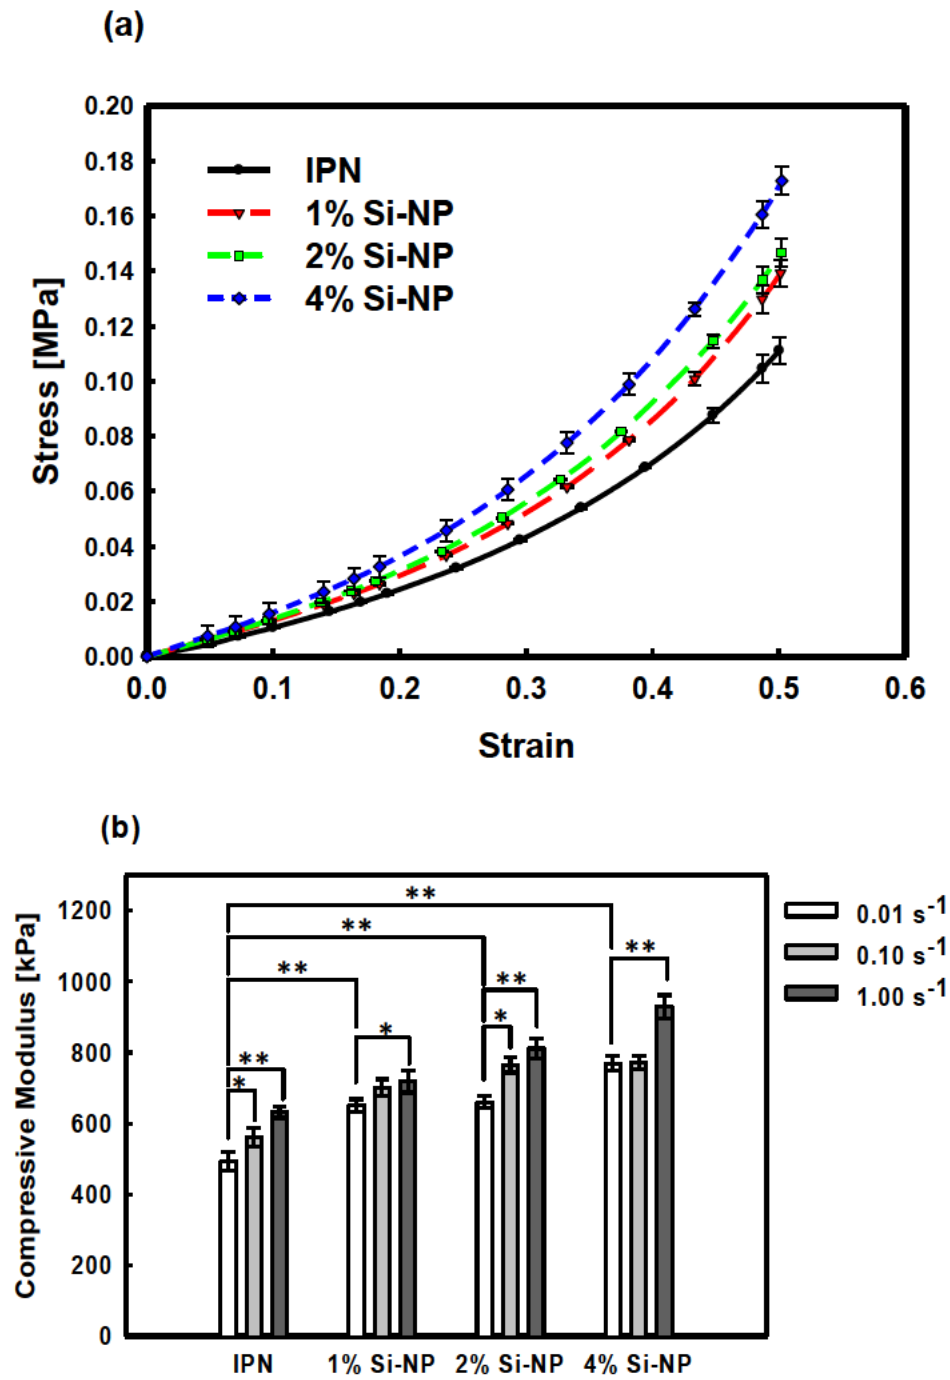 (a)
0.20
0.18
0.16
0.14
0.12
0.10
0.08
0.06
0.04
0.02
0.00
Stress [MPa]
IPN
1% Si-NP
2% Si-NP
4% Si-NP
0.0 0.1 0.2 0.3 0.4 0.5 0.6
Strain
(b)
1200
1000
800
600
400
200
0
Compressive Modulus [kPa]
**
**
**
**
*
*
**
*
**
0.01 s⁻¹
0.10 s⁻¹
1.00 s⁻¹
IPN 1% Si-NP 2% Si-NP 4% Si-NP